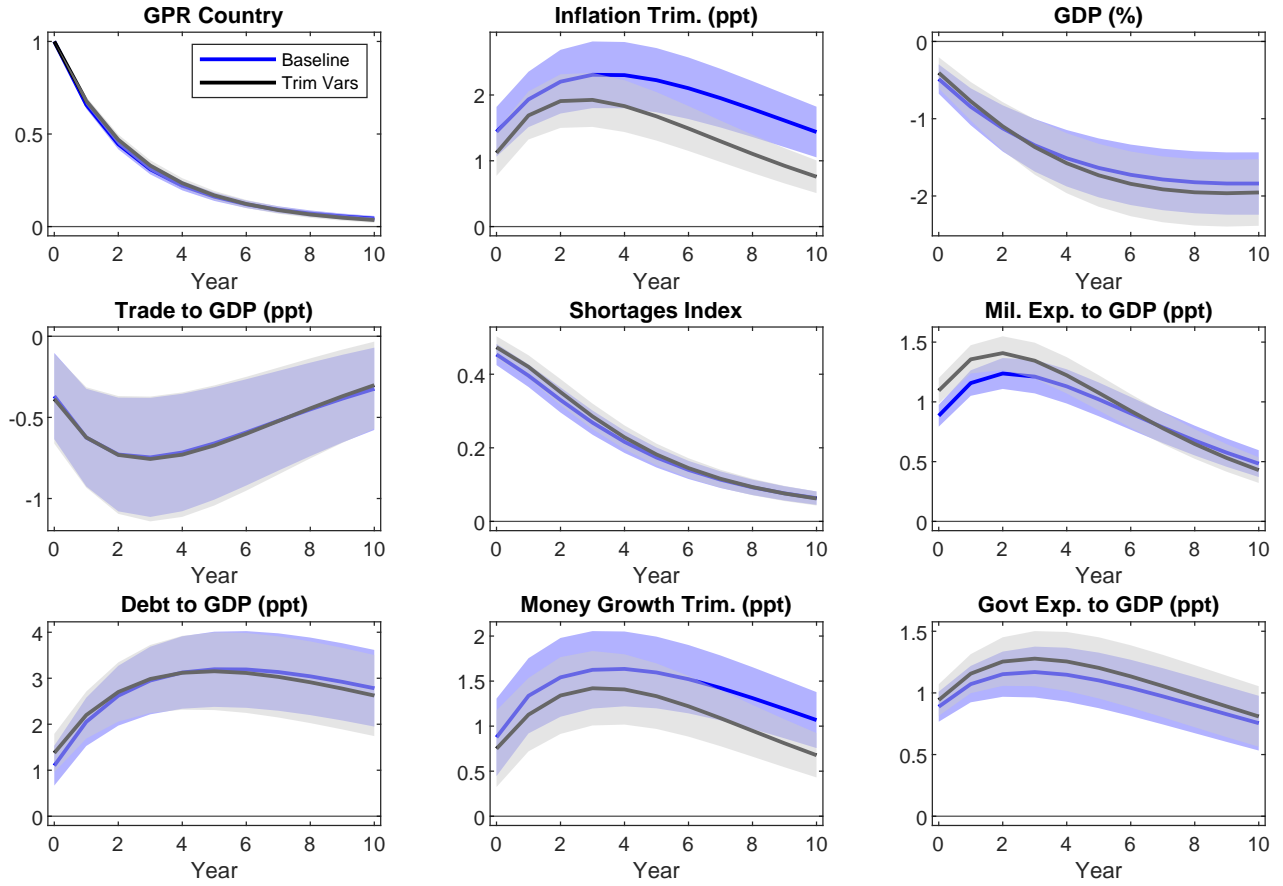 GPR Country
Inflation Trim. (ppt)
GDP (%)
Baseline
Trim Vars
1
0.5
0
0 2 4 6 8 10
Year
2
1
0
0 2 4 6 8 10
Year
0
-1
-2
0 2 4 6 8 10
Year
Trade to GDP (ppt)
Shortages Index
Mil. Exp. to GDP (ppt)
0
-0.5
-1
0 2 4 6 8 10
Year
0.4
0.2
0
0 2 4 6 8 10
Year
1.5
1
0.5
0
0 2 4 6 8 10
Year
Debt to GDP (ppt)
Money Growth Trim. (ppt)
Govt Exp. to GDP (ppt)
4
3
2
1
0
0 2 4 6 8 10
Year
2
1.5
1
0.5
0
0 2 4 6 8 10
Year
1.5
1
0.5
0
0 2 4 6 8 10
Year